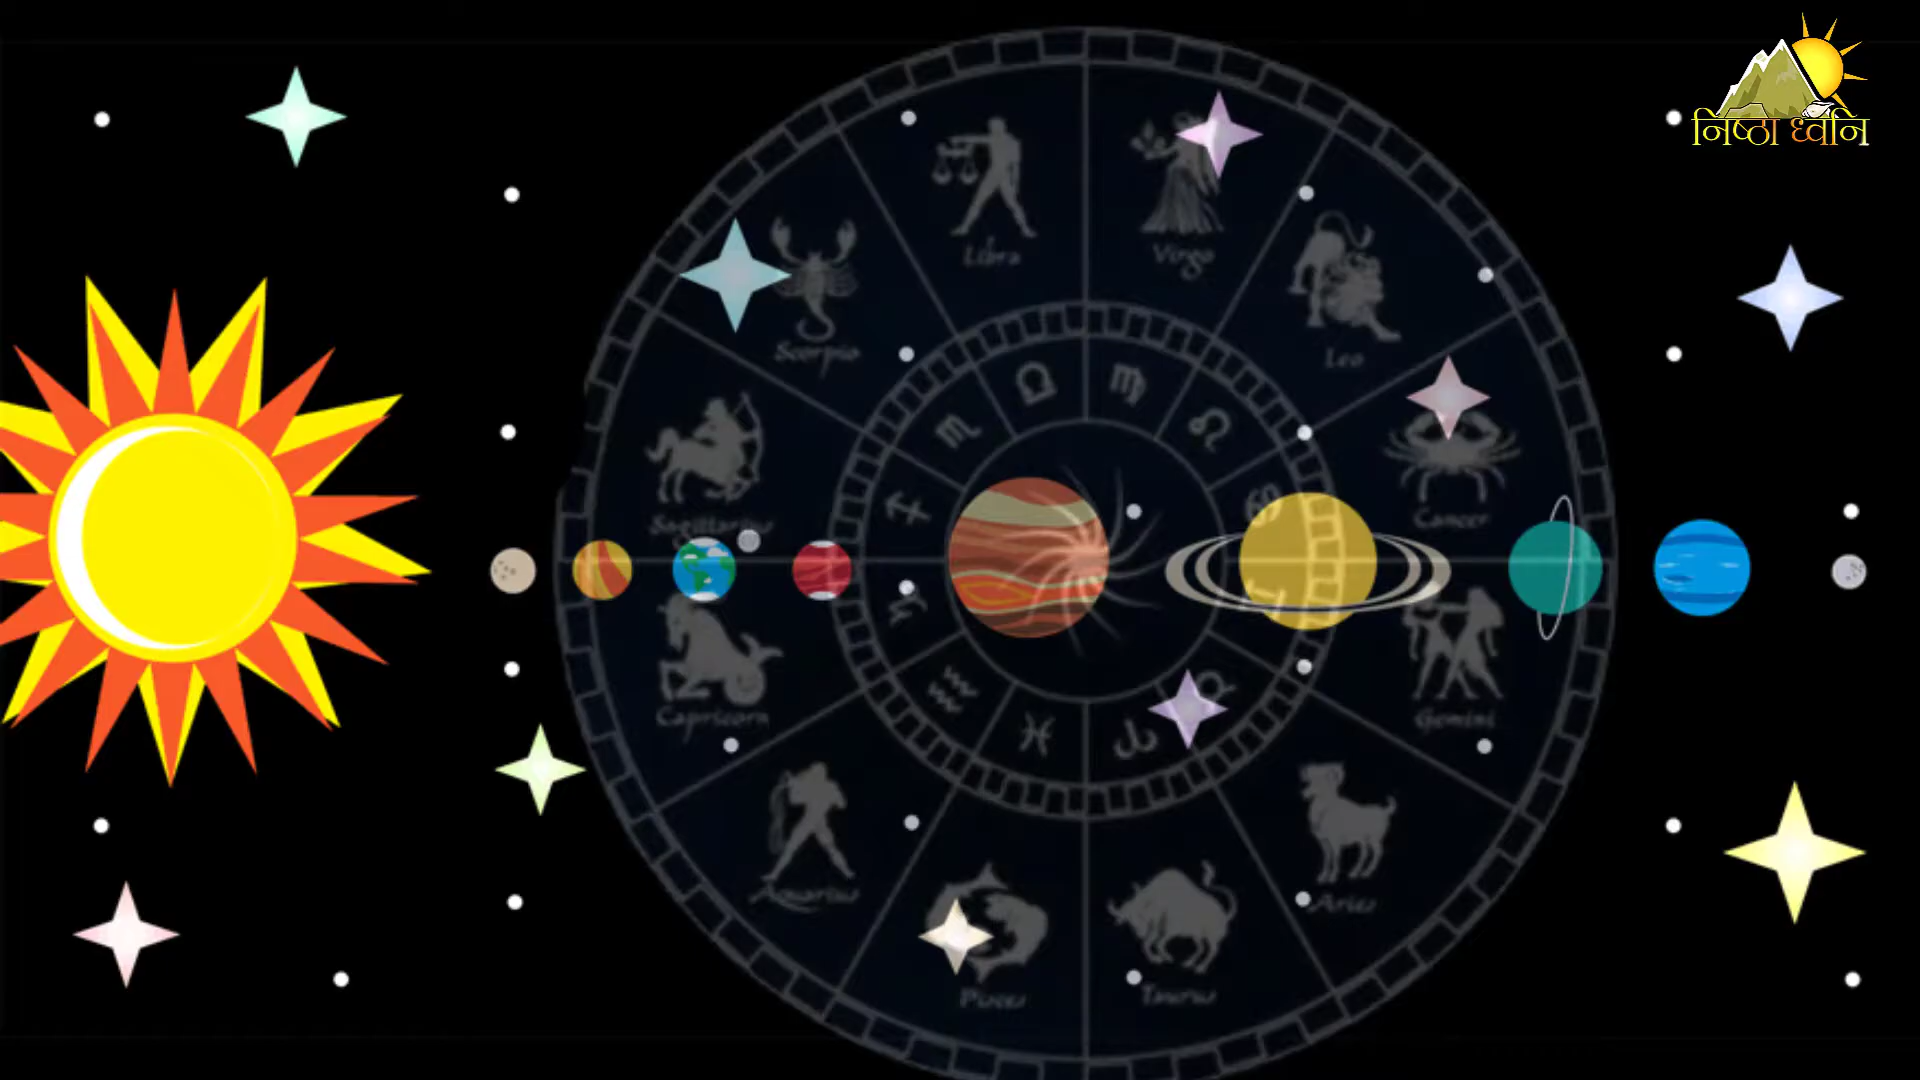 निष्ठा ध्वनि
Libra
Virgo
Scorpio
Leo
Sagittarius
Cancer
Capricorn
Gemini
Aquarius
Aries
Pisces
Taurus